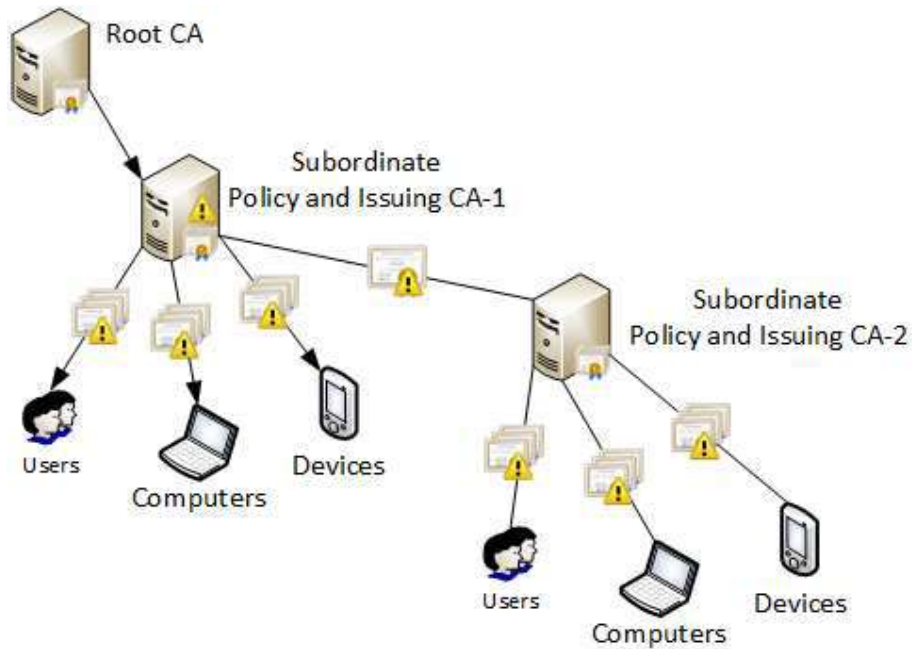 Root CA
Subordinate
Policy and Issuing CA-1
Subordinate
Policy and Issuing CA-2
Users
Computers
Devices
Users
Computers
Devices